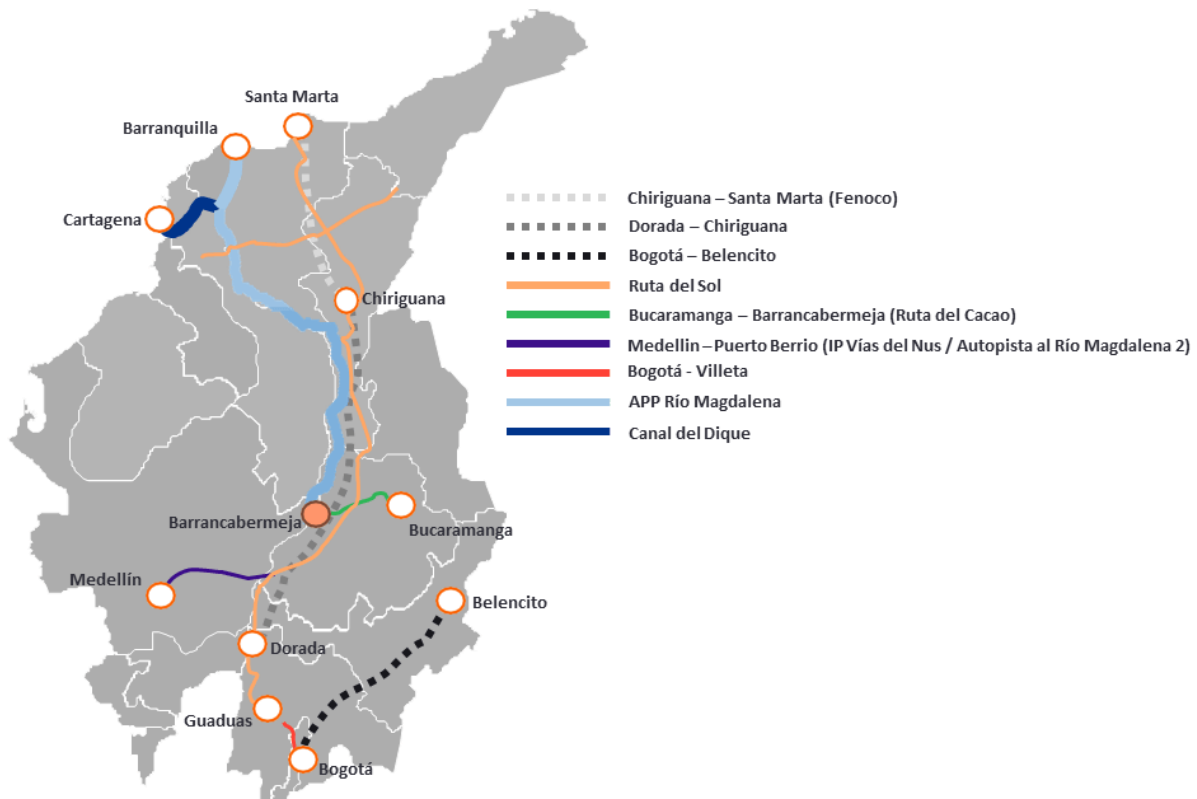 Santa Marta
Barranquilla
Cartagena
Chiriguana
Barrancabermeja
Bucaramanga
Medellín
Belencito
Dorada
Guaduas
Bogotá
Chiriguana – Santa Marta (Fenoco)
Dorada – Chiriguana
Bogotá – Belencito
Ruta del Sol
Bucaramanga – Barrancabermeja (Ruta del Cacao)
Medellin – Puerto Berrio (IP Vías del Nus / Autopista al Río Magdalena 2)
Bogotá - Villeta
APP Río Magdalena
Canal del Dique